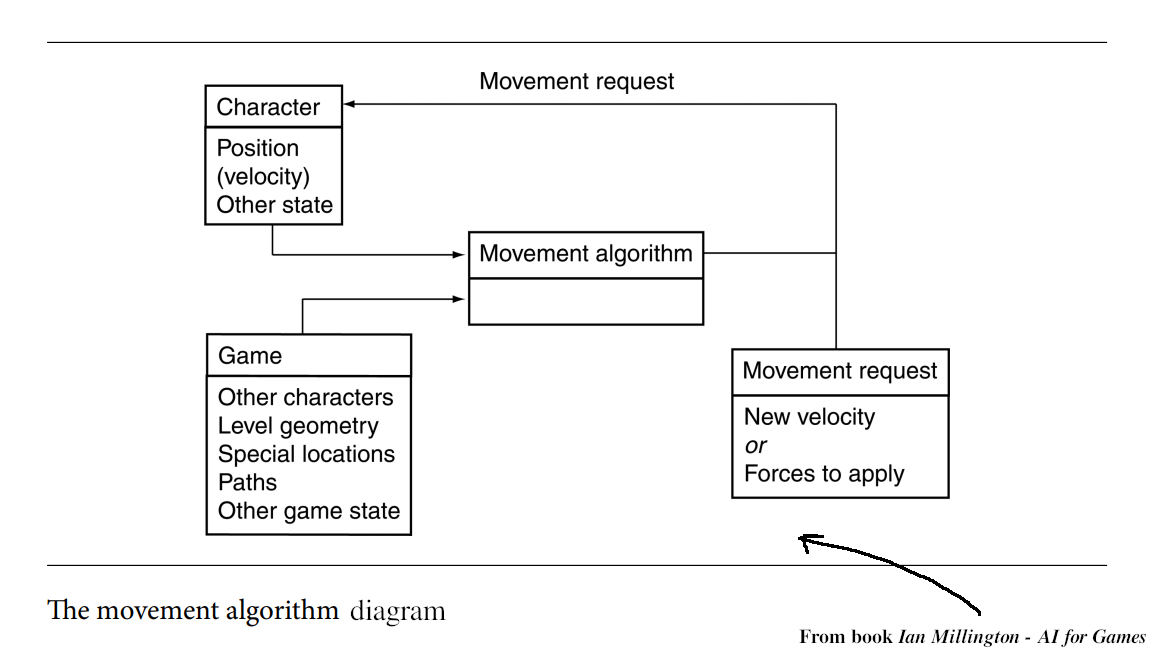 Movement request
Character
Position
(velocity)
Other state
Movement algorithm
Game
Other characters
Level geometry
Special locations
Paths
Other game state
Movement request
New velocity
or
Forces to apply
The movement algorithm diagram
From book Ian Millington - AI for Games